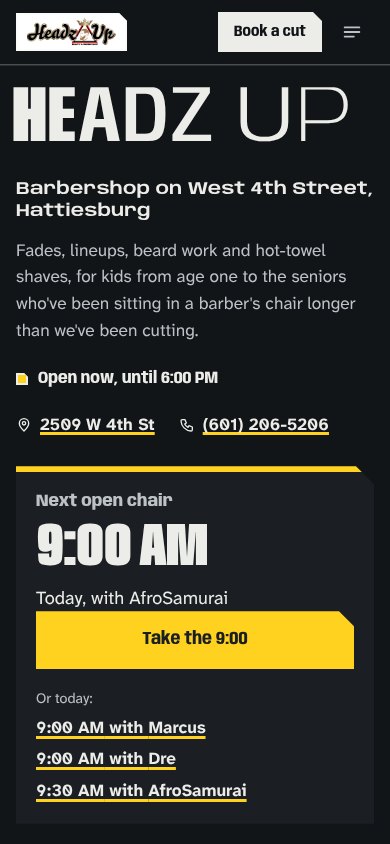 Headz Up
Book a cut
HEADZ UP
Barbershop on West 4th Street,
Hattiesburg
Fades, lineups, beard work and hot-towel
shaves, for kids from age one to the seniors
who've been sitting in a barber's chair longer
than we've been cutting.
Open now, until 6:00 PM
2509 W 4th St
(601) 206-5206
Next open chair
9:00 AM
Today, with AfroSamurai
Take the 9:00
Or today:
9:00 AM with Marcus
9:00 AM with Dre
9:30 AM with AfroSamurai